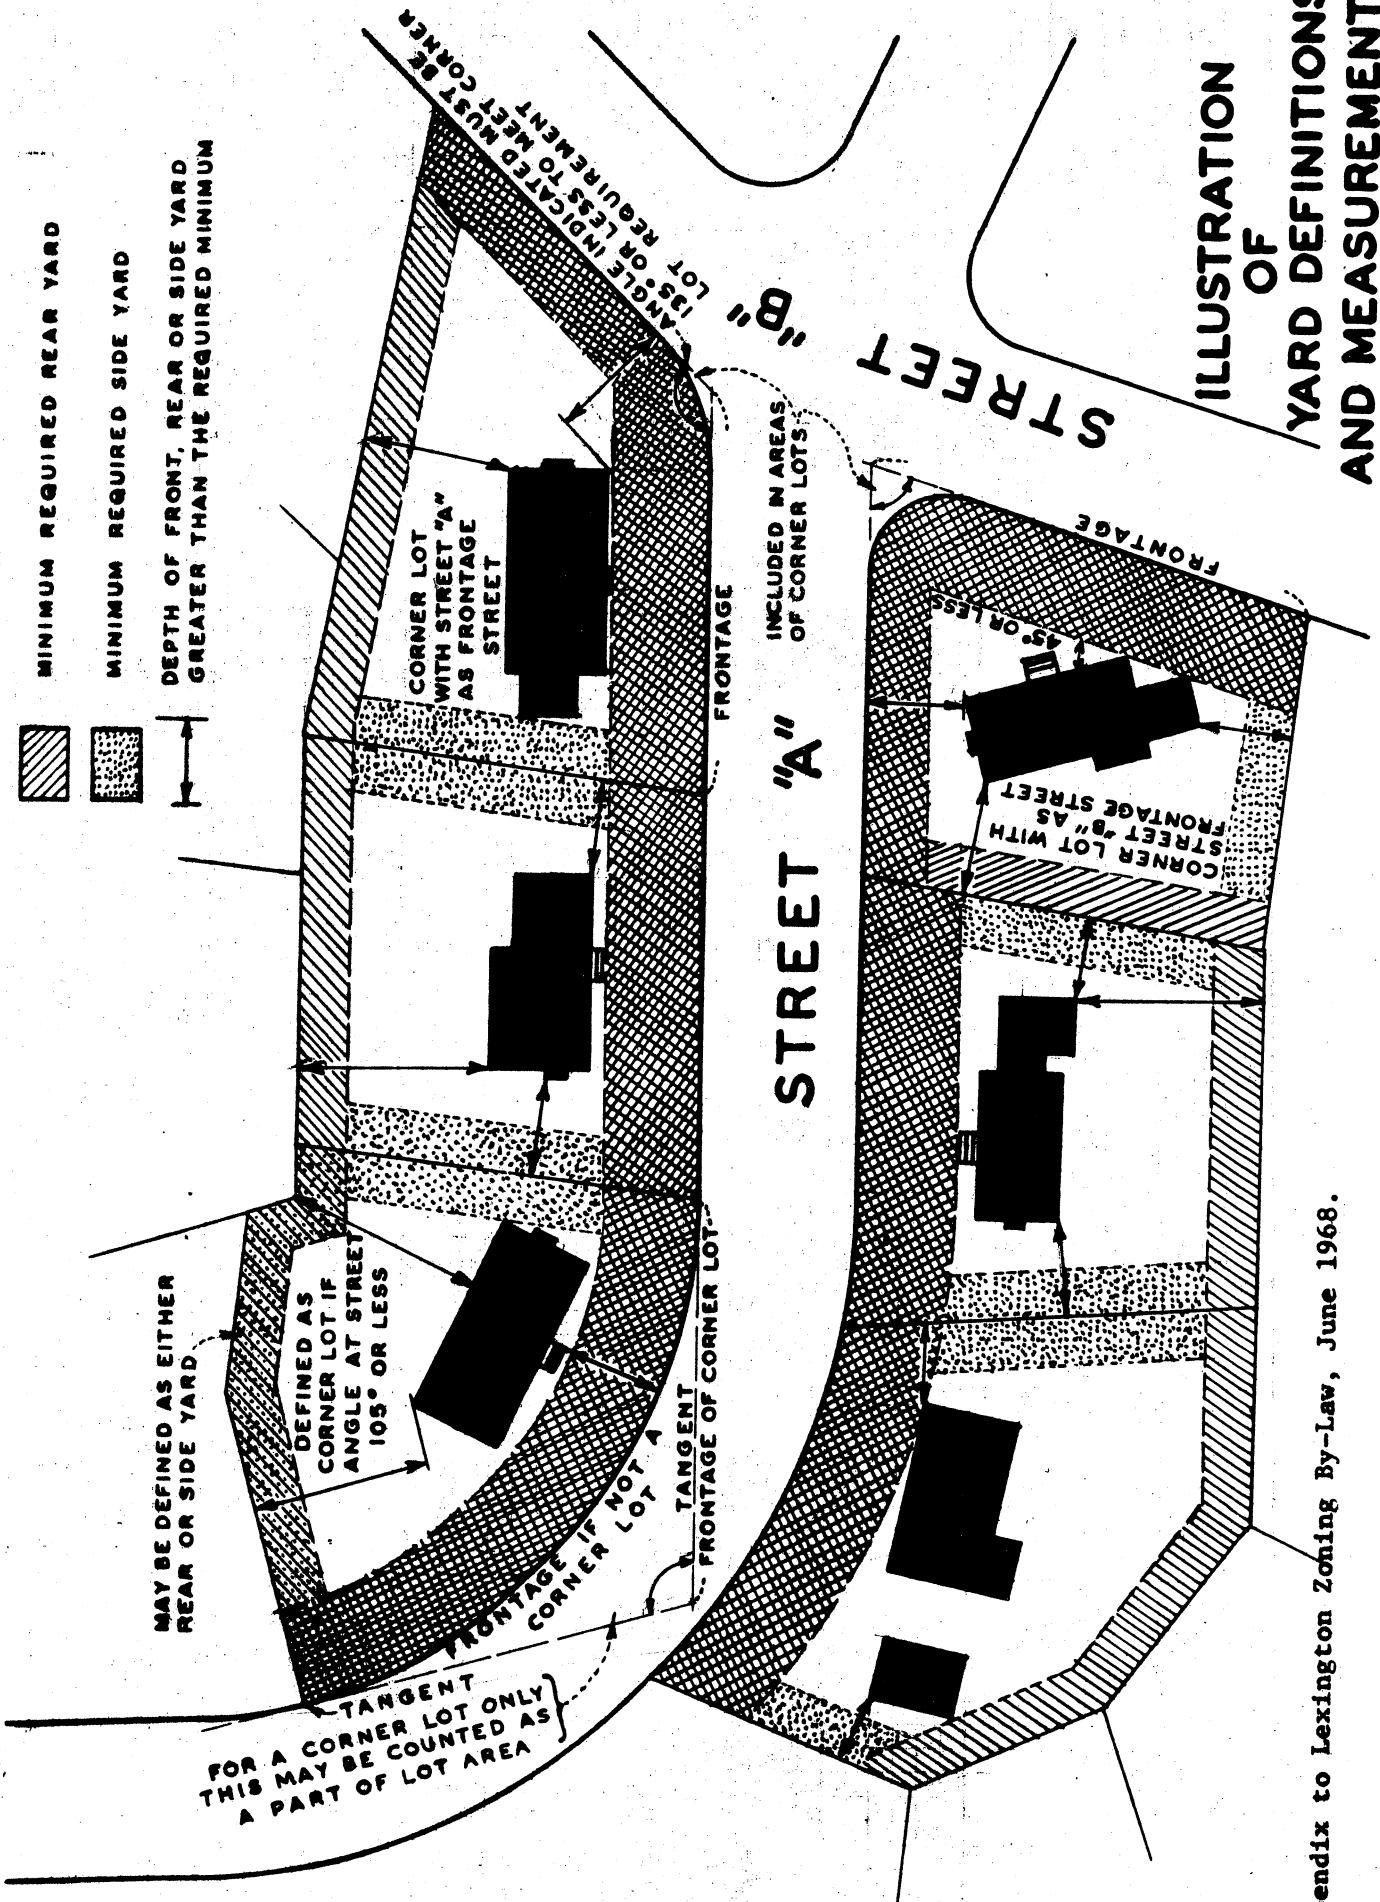 MINIMUM REQUIRED REAR YARD
MINIMUM REQUIRED SIDE YARD
DEPTH OF FRONT, REAR OR SIDE YARD
GREATER THAN THE REQUIRED MINIMUM
MAY BE DEFINED AS EITHER
REAR OR SIDE YARD
DEFINED AS
CORNER LOT IF
ANGLE AT STREET
105° OR LESS
CORNER LOT
WITH STREET "A"
AS FRONTAGE
STREET
ANGLE INDICATED MUST BE
135° OR LESS TO MEET CORNER
LOT REQUIREMENT
FOR A CORNER LOT ONLY
THIS MAY BE COUNTED AS
A PART OF LOT AREA
TANGENT
FRONTAGE IF NOT A
CORNER LOT
TANGENT
FRONTAGE OF CORNER LOT
FRONTAGE
INCLUDED IN AREAS
OF CORNER LOTS
STREET "A"
STREET "B"
45° OR LESS
FRONTAGE
CORNER LOT WITH
STREET "B" AS
FRONTAGE STREET
ILLUSTRATION
OF
YARD DEFINITIONS
AND MEASUREMENT
endix to Lexington Zoning By-Law, June 1968.